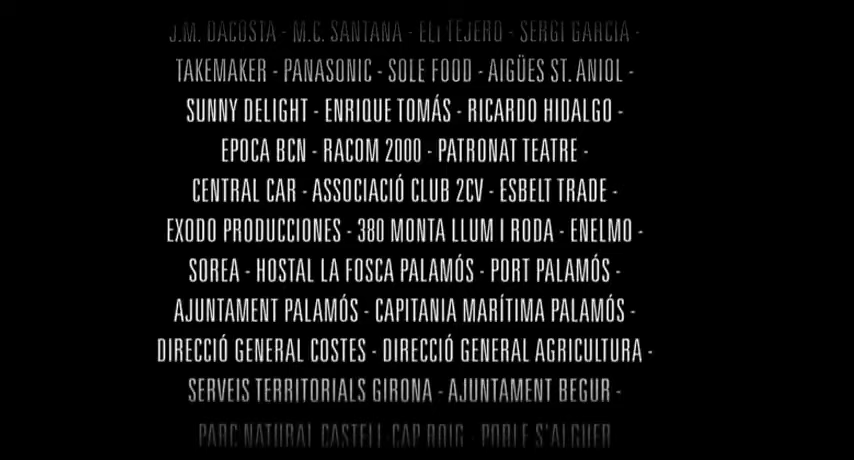 J.M. DACOSTA - M.C. SANTANA - ELI TEJERO - SERGI GARCIA -
TAKEMAKER - PANASONIC - SOLE FOOD - AIGÜES ST. ANIOL -
SUNNY DELIGHT - ENRIQUE TOMÁS - RICARDO HIDALGO -
EPOCA BCN - RACOM 2000 - PATRONAT TEATRE -
CENTRAL CAR - ASSOCIACIÓ CLUB 2CV - ESBELT TRADE -
EXODO PRODUCCIONES - 380 MONTA LLUM I RODA - ENELMO -
SOREA - HOSTAL LA FOSCA PALAMÓS - PORT PALAMÓS -
AJUNTAMENT PALAMÓS - CAPITANIA MARÍTIMA PALAMÓS -
DIRECCIÓ GENERAL COSTES - DIRECCIÓ GENERAL AGRICULTURA -
SERVEIS TERRITORIALS GIRONA - AJUNTAMENT BEGUR -
PARC NATURAL CASTELL-CAP ROIG - POBLE S'ALGUER